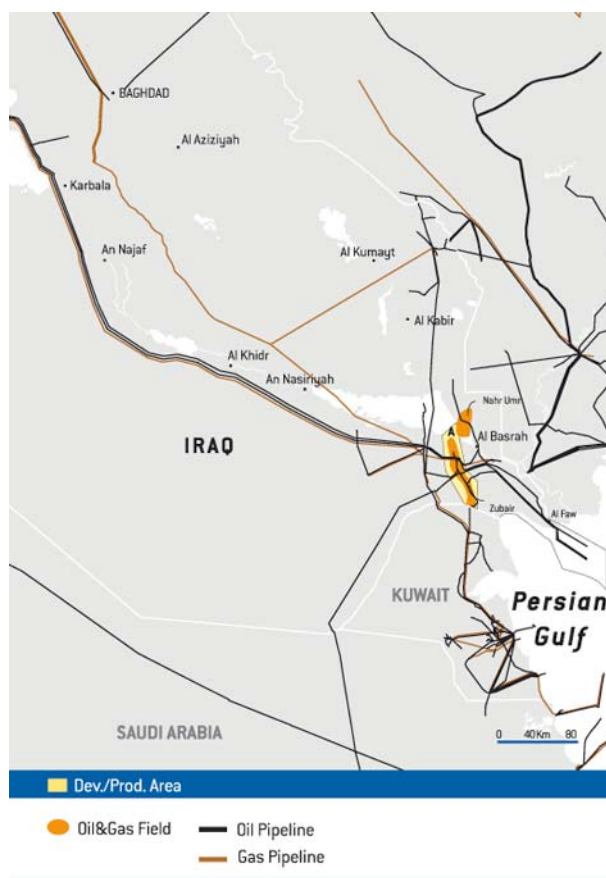 BAGHDAD
Al Aziziyah
Karbala
An Najaf
Al Kumayt
Al Kabir
Al Khidr
An Nasiriyah
Nahr Umr
A
Al Basrah
IRAQ
Zubair
Al Faw
KUWAIT
Persian
Gulf
SAUDI ARABIA
0 40Km 80
Dev./Prod. Area
Oil&Gas Field
Oil Pipeline
Gas Pipeline